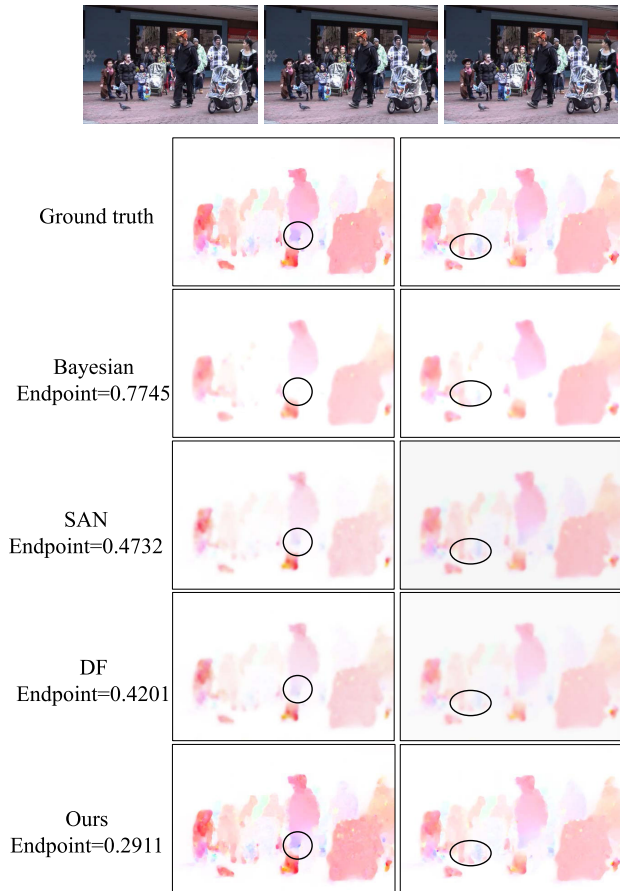 Ground truth
Bayesian
Endpoint=0.7745
SAN
Endpoint=0.4732
DF
Endpoint=0.4201
Ours
Endpoint=0.2911